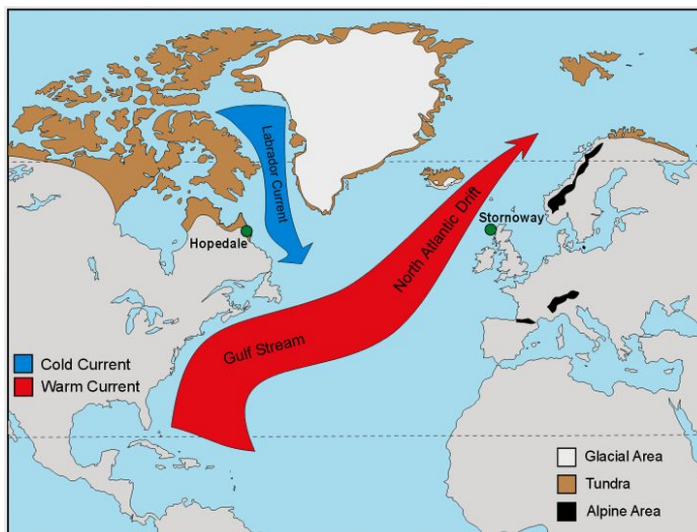 Labrador Current
Hopedale
Stornoway
North Atlantic Drift
Gulf Stream
Cold Current
Warm Current
Glacial Area
Tundra
Alpine Area